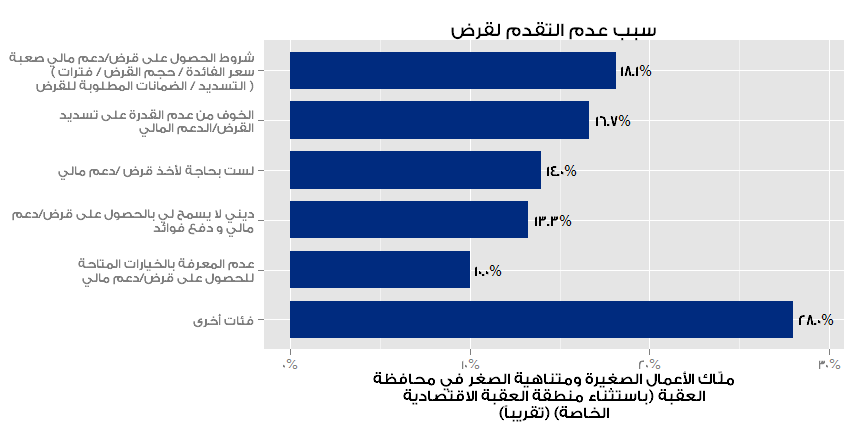 سبب عدم التقدم لقرض
شروط الحصول على قرض/دعم مالي صعبة
سعر الفائدة / حجم القرض / فترات )
( التسديد / الضمانات المطلوبة للقرض
١٨.١%
الخوف من عدم القدرة على تسديد
القرض/الدعم المالي
١٦.٧%
لست بحاجة لأخذ قرض /دعم مالي
١٤.٠%
ديني لا يسمح لي بالحصول على قرض/دعم
مالي و دفع فوائد
١٣.٣%
عدم المعرفة بالخيارات المتاحة
للحصول على قرض/دعم مالي
١٠.٠%
فئات أخرى
٢٨.٠%
٠% ١٠% ٢٠% ٣٠%
ملّاك الأعمال الصغيرة ومتناهية الصغر في محافظة
العقبة (باستثناء منطقة العقبة الاقتصادية
الخاصة) (تقريباً)